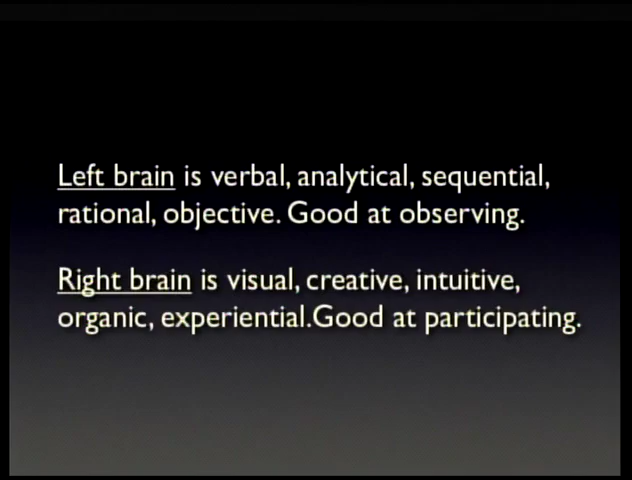 Left brain is verbal, analytical, sequential,
rational, objective. Good at observing.
Right brain is visual, creative, intuitive,
organic, experiential.Good at participating.